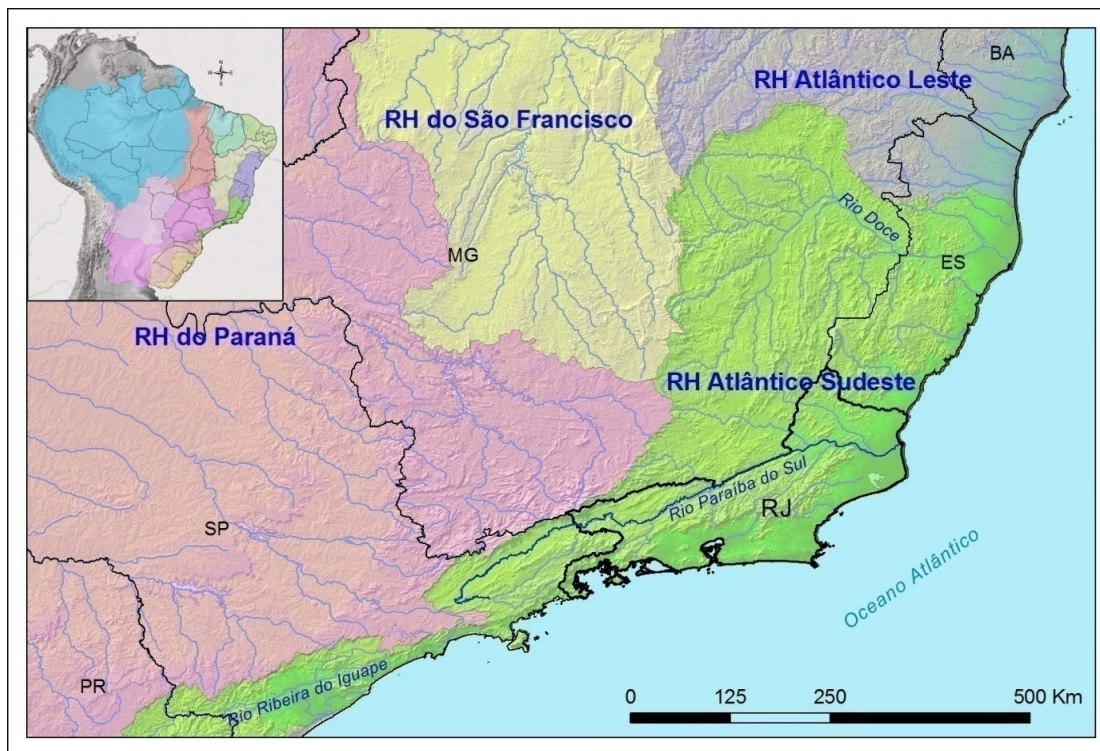 N
W E
S
BA
RH Atlântico Leste
RH do São Francisco
Rio Doce
MG
ES
RH do Paraná
RH Atlântico Sudeste
Rio Paraíba do Sul
RJ
SP
Oceano Atlântico
PR
Rio Ribeira do Iguape
0 125 250 500 Km